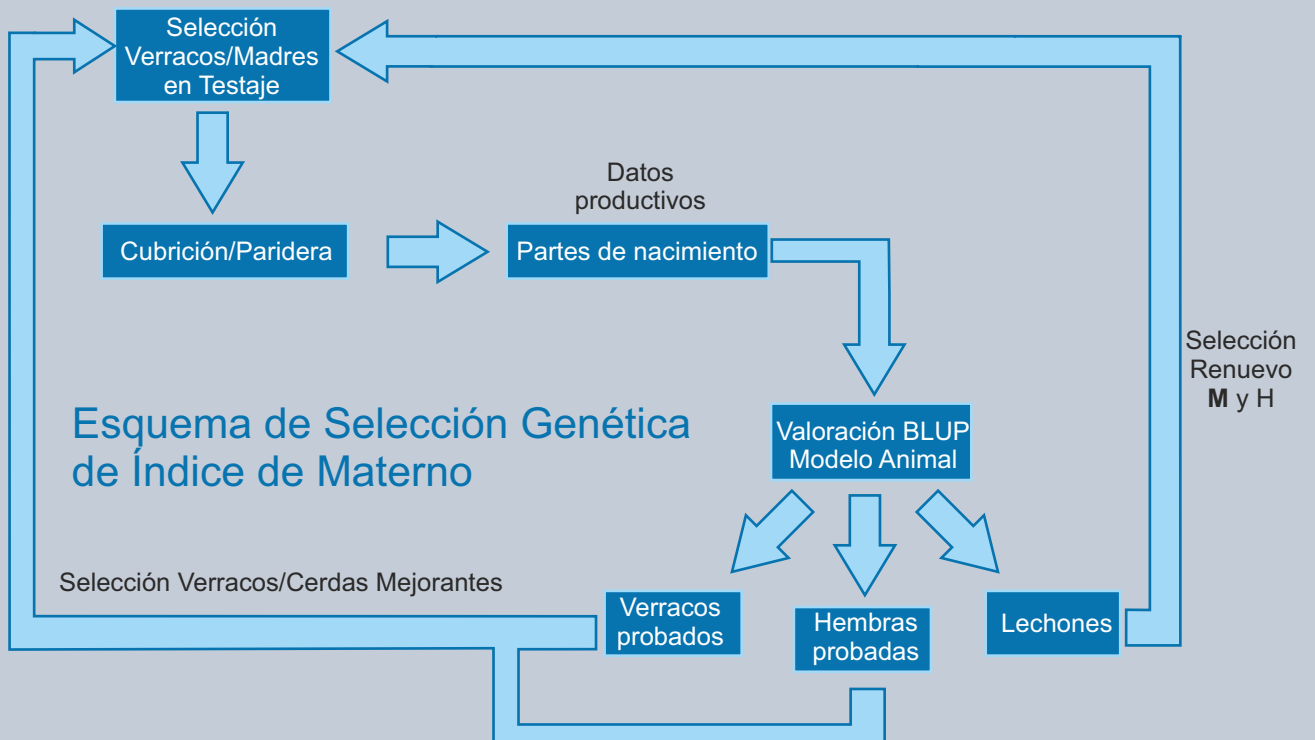 Selección
Verracos/Madres
en Testaje
Datos
productivos
Cubrición/Paridera
Partes de nacimiento
Selección
Renuevo
M y H
Esquema de Selección Genética
de Índice de Materno
Valoración BLUP
Modelo Animal
Selección Verracos/Cerdas Mejorantes
Verracos
probados
Hembras
probadas
Lechones